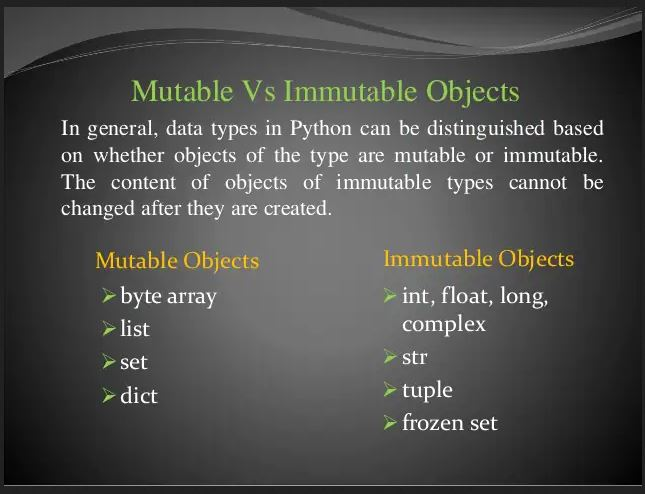 Mutable Vs Immutable Objects
In general, data types in Python can be distinguished based
on whether objects of the type are mutable or immutable.
The content of objects of immutable types cannot be
changed after they are created.
Mutable Objects
byte array
list
set
dict
Immutable Objects
int, float, long,
complex
str
tuple
frozen set